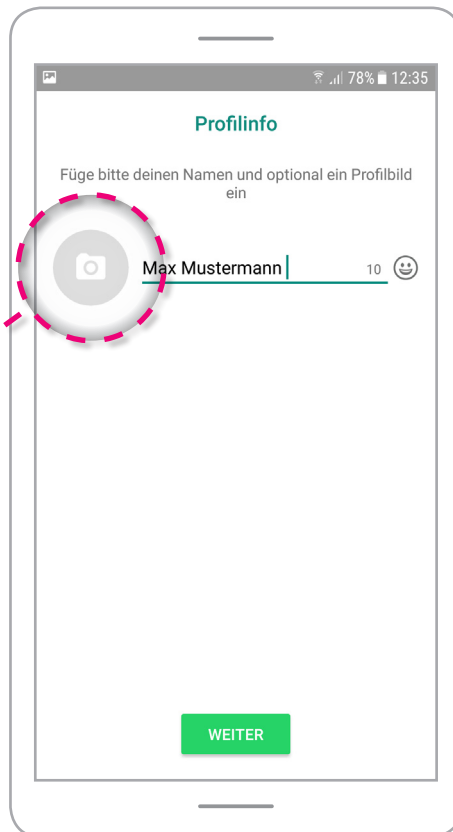 78% 12:35
Profilinfo
Füge bitte deinen Namen und optional ein Profilbild
ein
Max Mustermann 10
WEITER